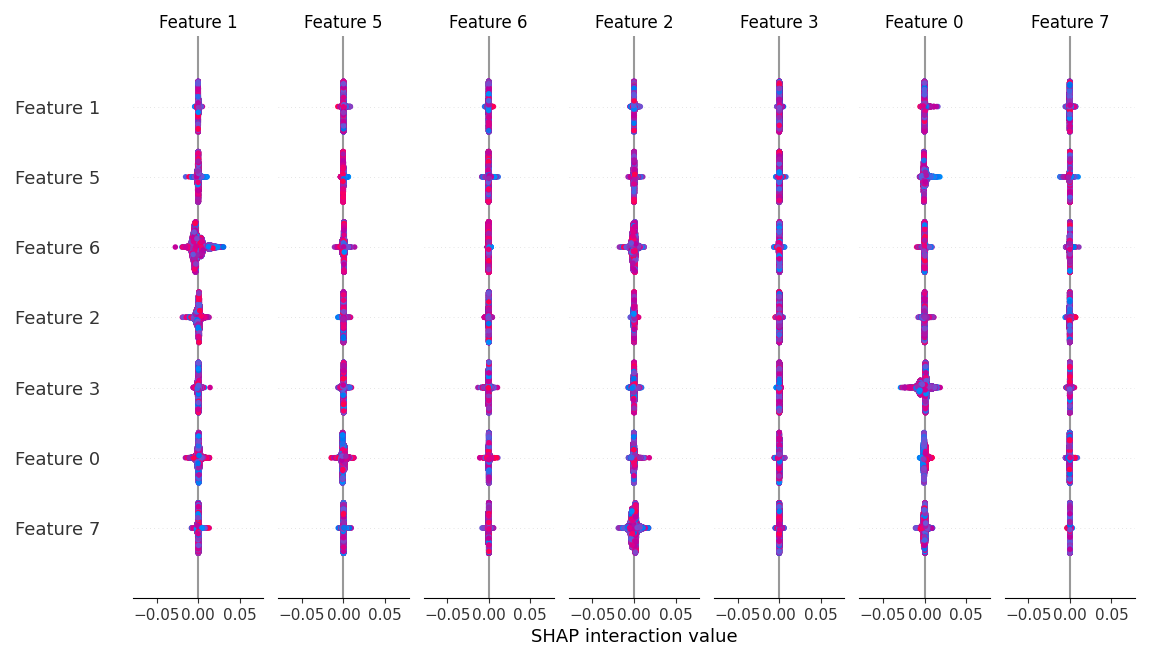 Feature 1 Feature 5 Feature 6 Feature 2 Feature 3 Feature 0 Feature 7
Feature 1
Feature 5
Feature 6
Feature 2
Feature 3
Feature 0
Feature 7
−0.05 0.00 0.05 −0.05 0.00 0.05 −0.05 0.00 0.05 −0.05 0.00 0.05 −0.05 0.00 0.05 −0.05 0.00 0.05 −0.05 0.00 0.05
SHAP interaction value